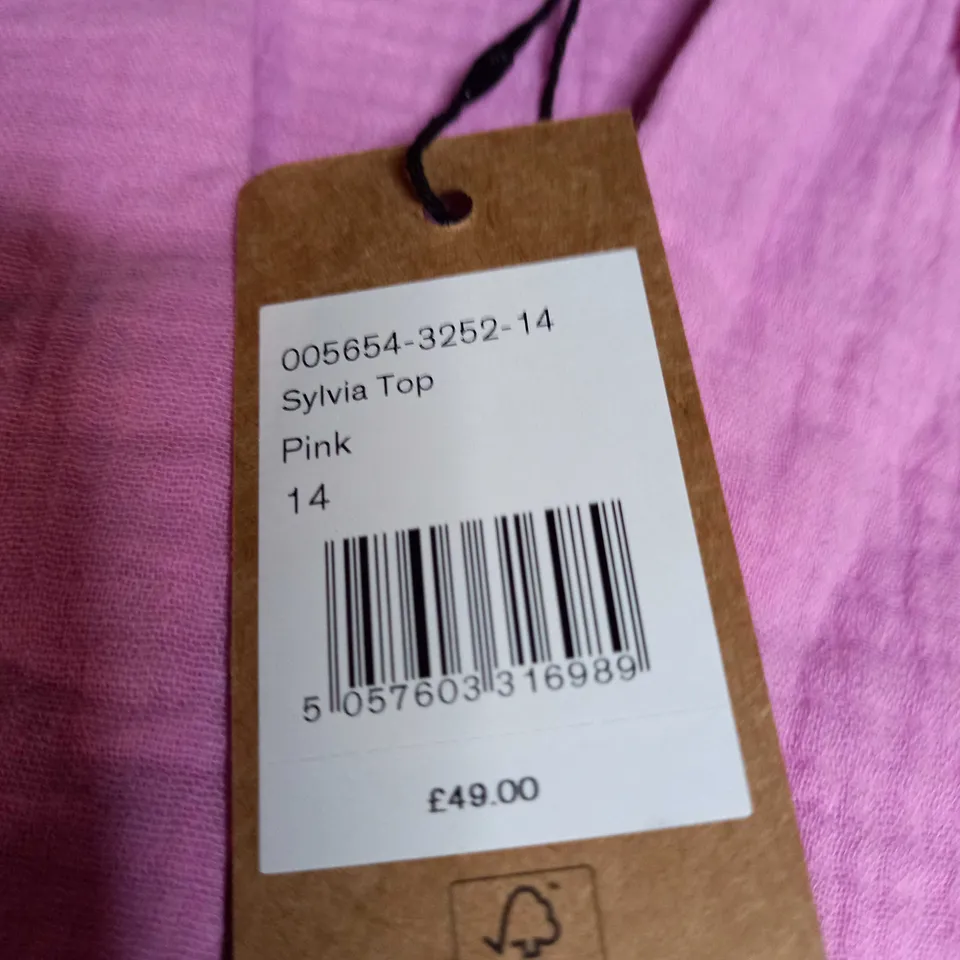 005654-3252-14
Sylvia Top
Pink
14
5 057603 316989
£49.00